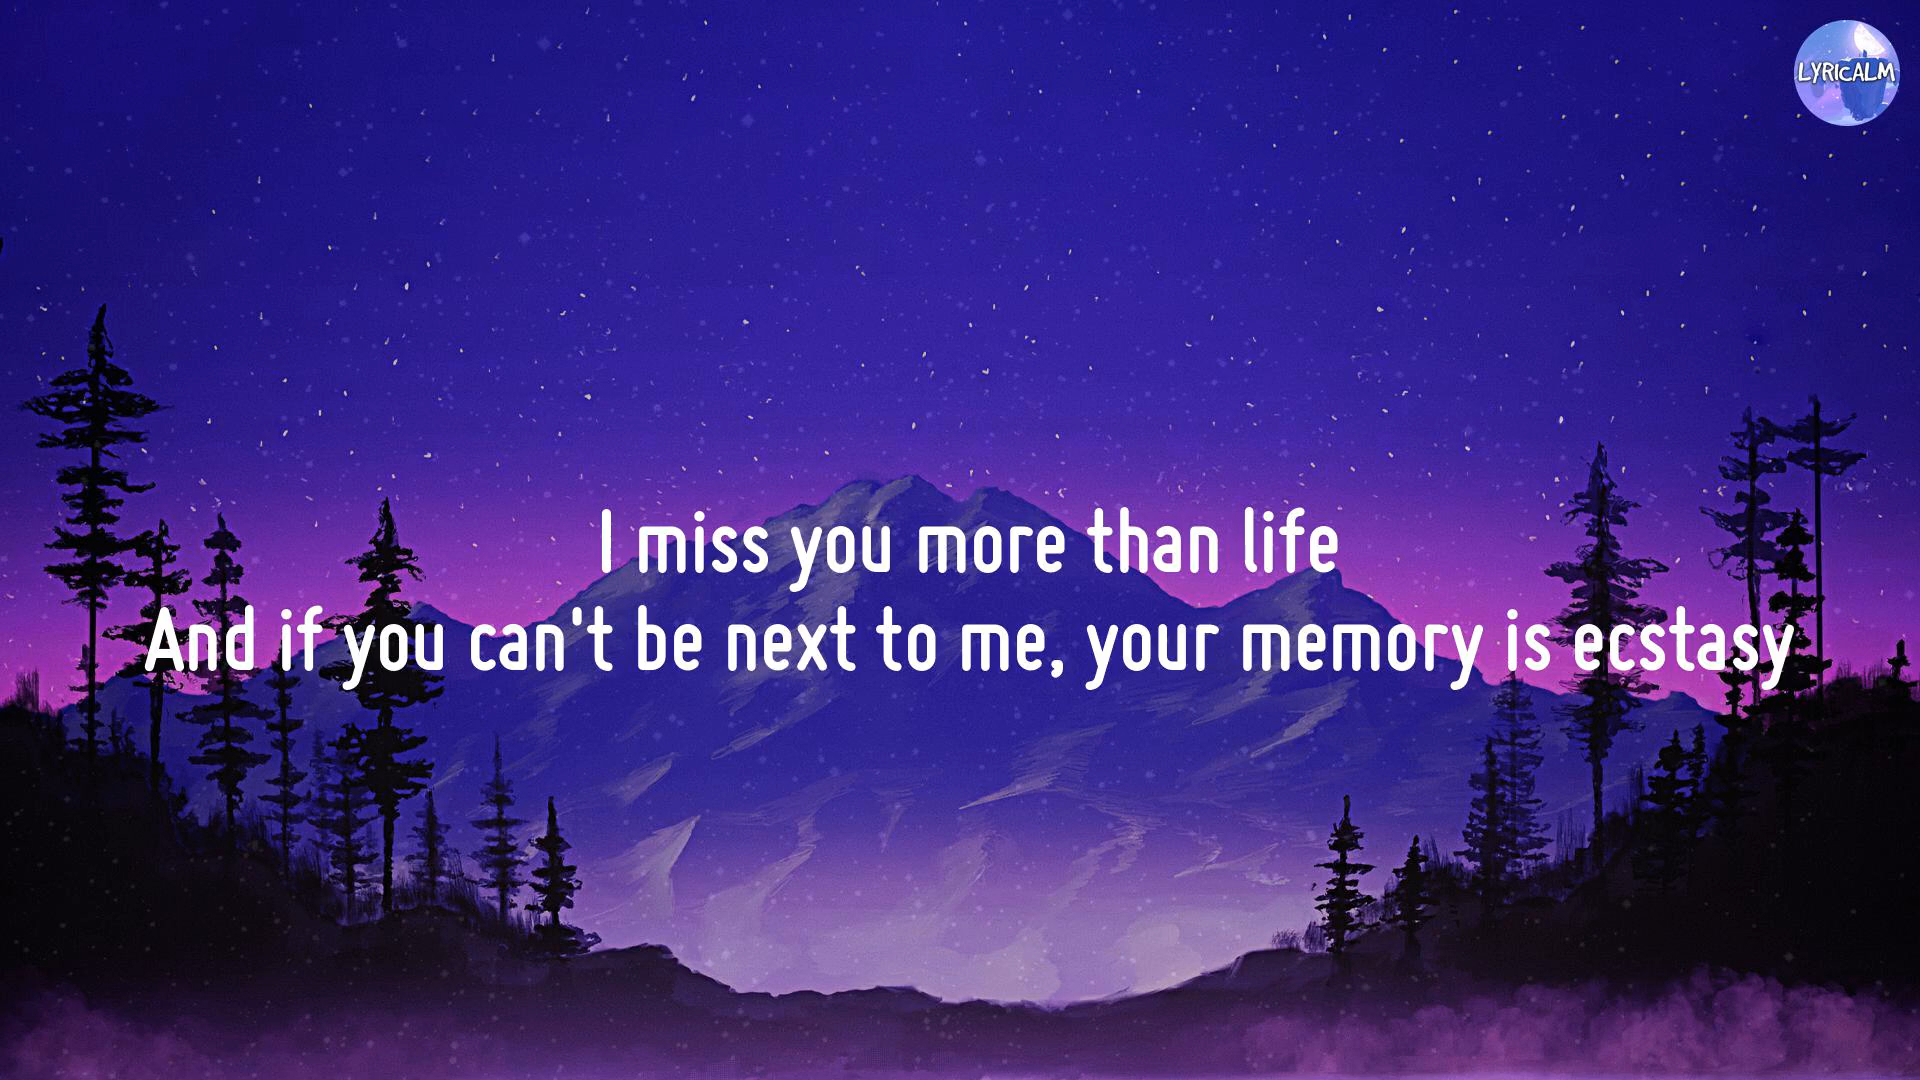 LYRICALM
I miss you more than life
And if you can't be next to me, your memory is ecstasy